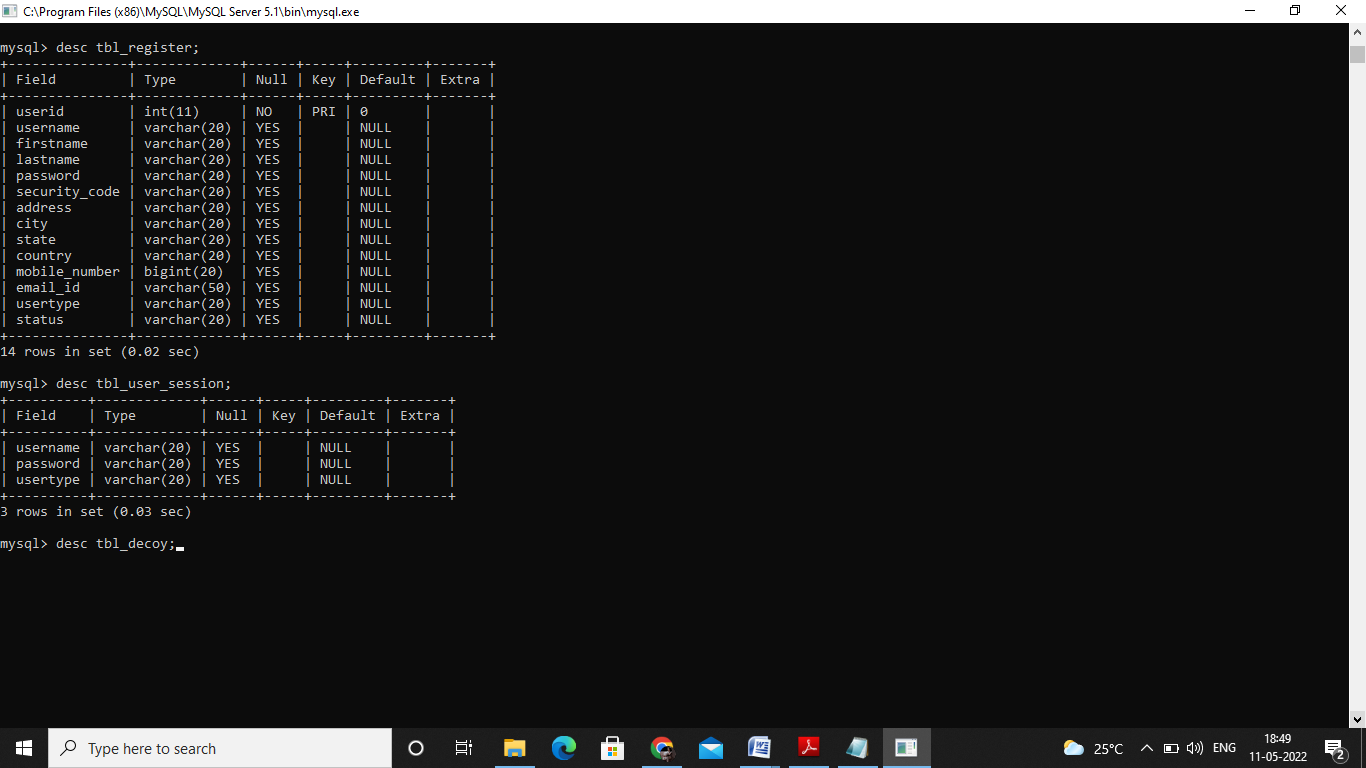 C:\Program Files (x86)\MySQL\MySQL Server 5.1\bin\mysql.exe
mysql> desc tbl_register;
+---------------+-------------+------+-----+---------+-------+
| Field         | Type        | Null | Key | Default | Extra |
+---------------+-------------+------+-----+---------+-------+
| userid        | int(11)     | NO   | PRI | 0       |       |
| username      | varchar(20) | YES  |     | NULL    |       |
| firstname     | varchar(20) | YES  |     | NULL    |       |
| lastname      | varchar(20) | YES  |     | NULL    |       |
| password      | varchar(20) | YES  |     | NULL    |       |
| security_code | varchar(20) | YES  |     | NULL    |       |
| address       | varchar(20) | YES  |     | NULL    |       |
| city          | varchar(20) | YES  |     | NULL    |       |
| state         | varchar(20) | YES  |     | NULL    |       |
| country       | varchar(20) | YES  |     | NULL    |       |
| mobile_number | bigint(20)  | YES  |     | NULL    |       |
| email_id      | varchar(50) | YES  |     | NULL    |       |
| usertype      | varchar(20) | YES  |     | NULL    |       |
| status        | varchar(20) | YES  |     | NULL    |       |
+---------------+-------------+------+-----+---------+-------+
14 rows in set (0.02 sec)
mysql> desc tbl_user_session;
+----------+-------------+------+-----+---------+-------+
| Field    | Type        | Null | Key | Default | Extra |
+----------+-------------+------+-----+---------+-------+
| username | varchar(20) | YES  |     | NULL    |       |
| password | varchar(20) | YES  |     | NULL    |       |
| usertype | varchar(20) | YES  |     | NULL    |       |
+----------+-------------+------+-----+---------+-------+
3 rows in set (0.03 sec)
mysql> desc tbl_decoy;
Type here to search
25°C
ENG
18:49
11-05-2022
2